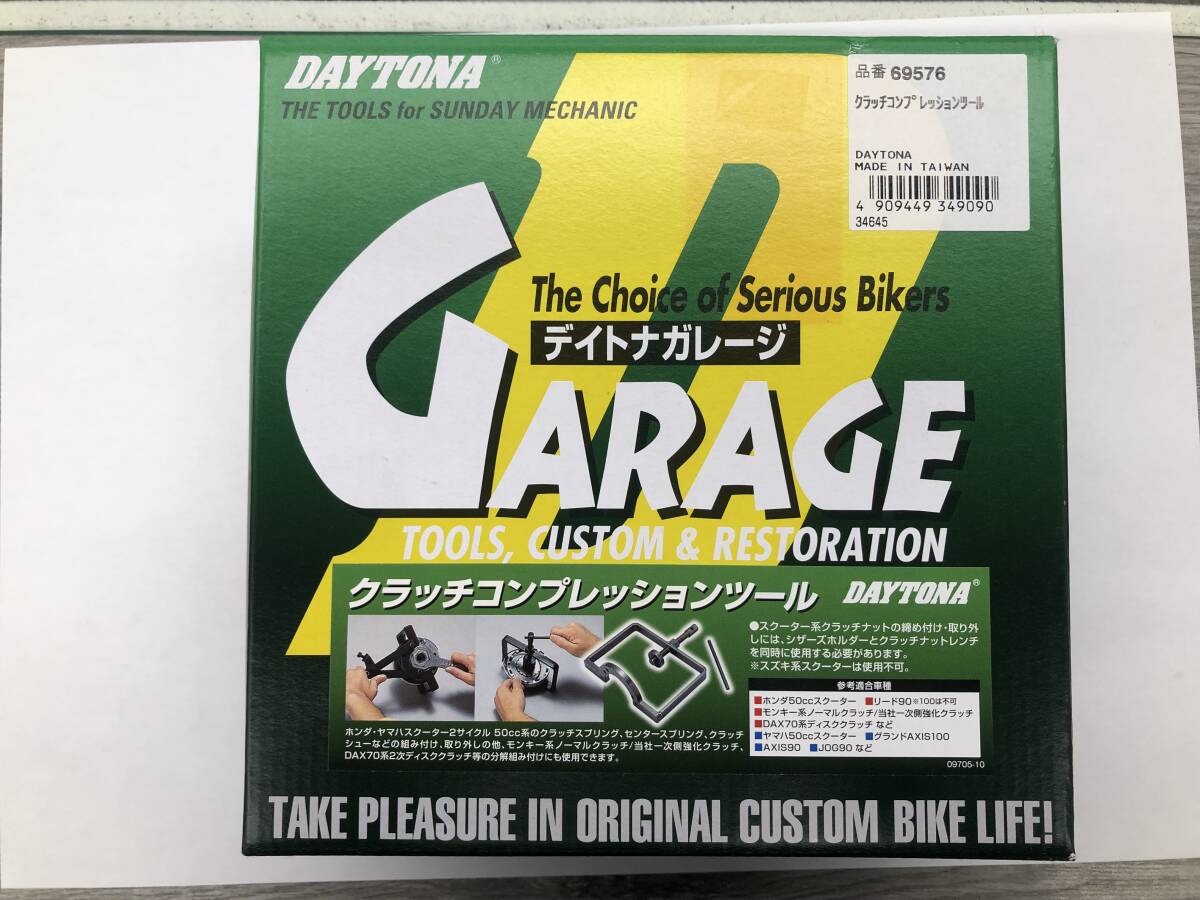 DAYTONA®
THE TOOLS for SUNDAY MECHANIC
品番 69576
クラッチコンプレッションツール
DAYTONA
MADE IN TAIWAN
4 909449 349090
34645
The Choice of Serious Bikers
デイトナガレージ
GARAGE
TOOLS, CUSTOM & RESTORATION
クラッチコンプレッションツール DAYTONA®
●スクーター系クラッチナットの締め付け・取り外
しには、シザーズホルダーとクラッチナットレンチ
を同時に使用する必要があります。
※スズキ系スクーターは使用不可。
参考適合車種
■ホンダ50ccスクーター ■リード90※100は不可
■モンキー系ノーマルクラッチ/当社一次側強化クラッチ
■DAX70系ディスククラッチ など
■ヤマハ50ccスクーター ■グランドAXIS100
■AXIS90 ■JOG90 など
ホンダ・ヤマハスクーター2サイクル 50cc系のクラッチスプリング、センタースプリング、クラッチ
シューなどの組み付け、取り外しの他、モンキー系ノーマルクラッチ/当社一次側強化クラッチ、
DAX70系2次ディスククラッチ等の分解組み付けにも使用できます。
09705-10
TAKE PLEASURE IN ORIGINAL CUSTOM BIKE LIFE!